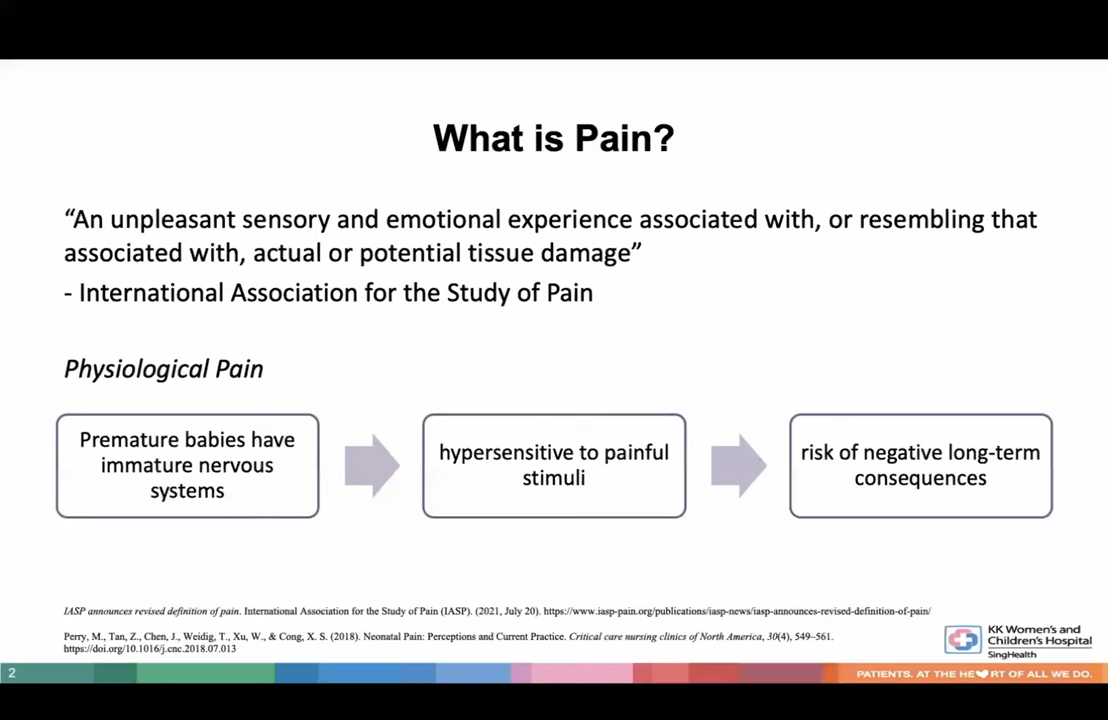 What is Pain?
“An unpleasant sensory and emotional experience associated with, or resembling that
associated with, actual or potential tissue damage”
- International Association for the Study of Pain
Physiological Pain
Premature babies have
immature nervous
systems
hypersensitive to painful
stimuli
risk of negative long-term
consequences
IASP announces revised definition of pain. International Association for the Study of Pain (IASP). (2021, July 20). https://www.iasp-pain.org/publications/iasp-news/iasp-announces-revised-definition-of-pain/
Perry, M., Tan, Z., Chen, J., Weidig, T., Xu, W., & Cong, X. S. (2018). Neonatal Pain: Perceptions and Current Practice. Critical care nursing clinics of North America, 30(4), 549–561.
https://doi.org/10.1016/j.cnc.2018.07.013
KK Women's and
Children's Hospital
SingHealth
2
PATIENTS. AT THE HE❤RT OF ALL WE DO.